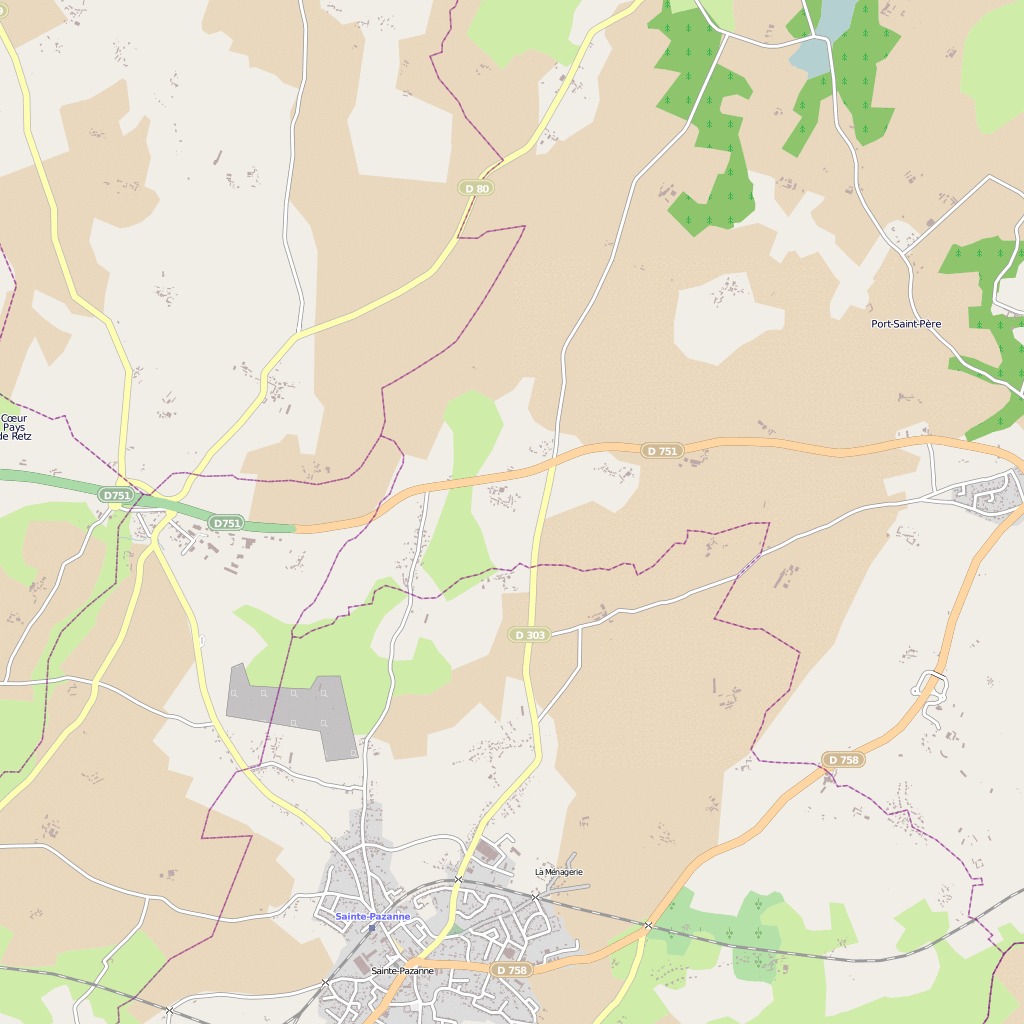 D 80
Port-Saint-Père
Cœur
Pays
de Retz
D 751
D751
D751
D 303
D 758
La Ménagerie
Sainte-Pazanne
Sainte-Pazanne
D 758